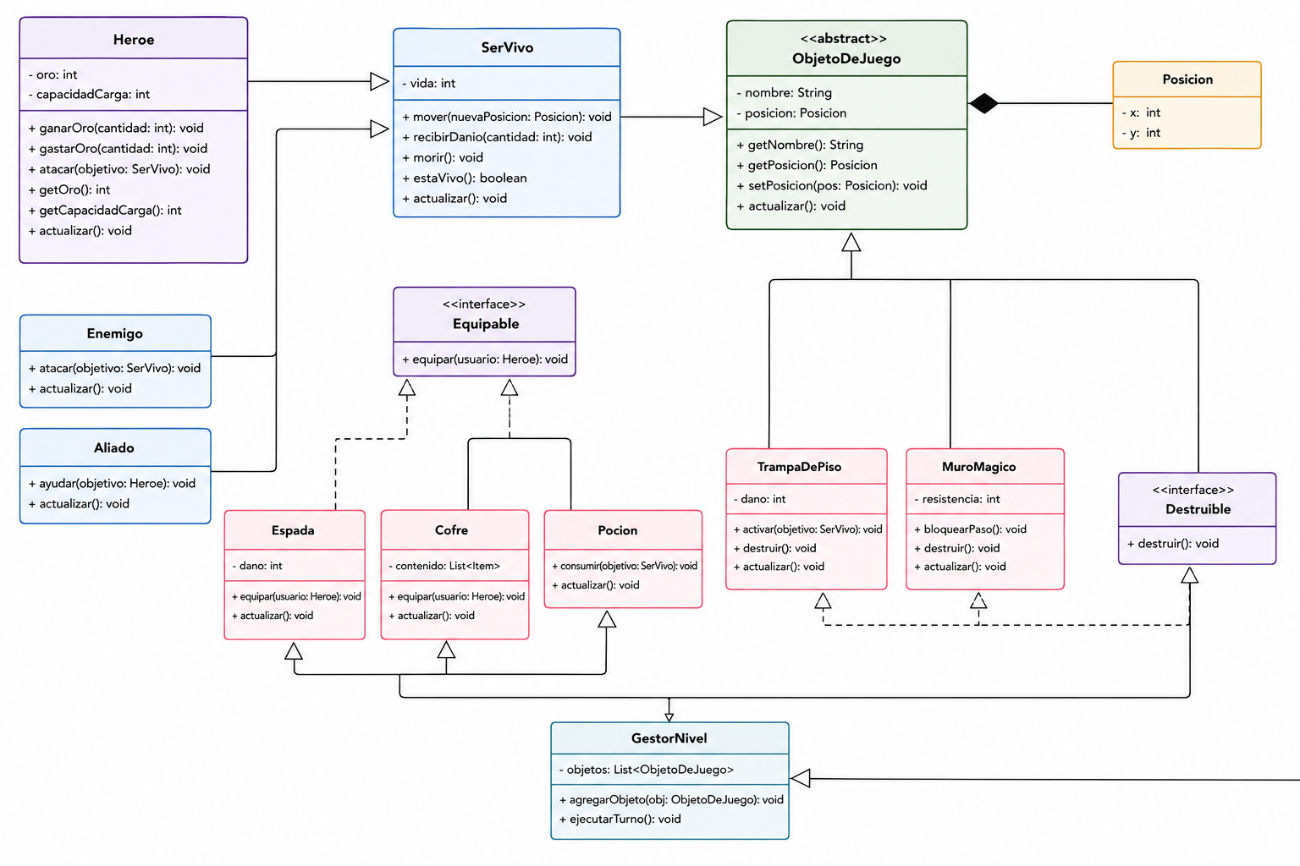 Heroe
- oro: int
- capacidadCarga: int
+ ganarOro(cantidad: int): void
+ gastarOro(cantidad: int): void
+ atacar(objetivo: SerVivo): void
+ getOro(): int
+ getCapacidadCarga(): int
+ actualizar(): void
SerVivo
- vida: int
+ mover(nuevaPosicion: Posicion): void
+ recibirDanio(cantidad: int): void
+ morir(): void
+ estaVivo(): boolean
+ actualizar(): void
<<abstract>>
ObjetoDeJuego
- nombre: String
- posicion: Posicion
+ getNombre(): String
+ getPosicion(): Posicion
+ setPosicion(pos: Posicion): void
+ actualizar(): void
Posicion
- x: int
- y: int
Enemigo
+ atacar(objetivo: SerVivo): void
+ actualizar(): void
Aliado
+ ayudar(objetivo: Heroe): void
+ actualizar(): void
<<interface>>
Equipable
+ equipar(usuario: Heroe): void
Espada
- dano: int
+ equipar(usuario: Heroe): void
+ actualizar(): void
Cofre
- contenido: List<Item>
+ equipar(usuario: Heroe): void
+ actualizar(): void
Pocion
+ consumir(objetivo: SerVivo): void
+ actualizar(): void
TrampaDePiso
- dano: int
+ activar(objetivo: SerVivo): void
+ destruir(): void
+ actualizar(): void
MuroMagico
- resistencia: int
+ bloquearPaso(): void
+ destruir(): void
+ actualizar(): void
<<interface>>
Destruible
+ destruir(): void
GestorNivel
- objetos: List<ObjetoDeJuego>
+ agregarObjeto(obj: ObjetoDeJuego): void
+ ejecutarTurno(): void